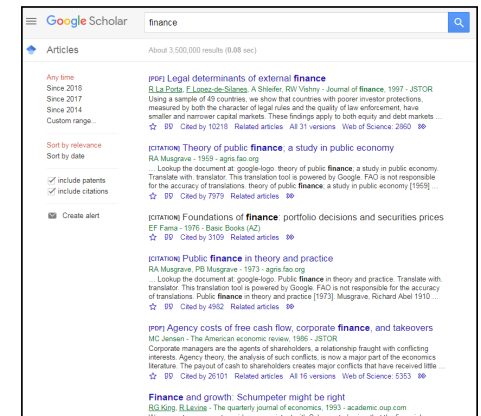 Google Scholar
finance
Articles
About 3,500,000 results (0.08 sec)
Any time
Since 2018
Since 2017
Since 2014
Custom range...
Sort by relevance
Sort by date
include patents
include citations
Create alert
[PDF] Legal determinants of external finance
R La Porta, F Lopez-de-Silanes, A Shleifer, RW Vishny - Journal of finance, 1997 - JSTOR
Using a sample of 49 countries, we show that countries with poorer investor protections,
measured by both the character of legal rules and the quality of law enforcement, have
smaller and narrower capital markets. These findings apply to both equity and debt markets ...
Cited by 10218 Related articles All 31 versions Web of Science: 2860
[CITATION] Theory of public finance; a study in public economy
RA Musgrave - 1959 - agris.fao.org
... Lookup the document at: google-logo. theory of public finance; a study in public economy.
Translate with. translator. This translation tool is powered by Google. FAO is not responsible
for the accuracy of translations. theory of public finance; a study in public economy [1959] ...
Cited by 7979 Related articles
[CITATION] Foundations of finance: portfolio decisions and securities prices
EF Fama - 1976 - Basic Books (AZ)
Cited by 3109 Related articles
[CITATION] Public finance in theory and practice
RA Musgrave, PB Musgrave - 1973 - agris.fao.org
... Lookup the document at: google-logo. Public finance in theory and practice. Translate with.
translator. This translation tool is powered by Google. FAO is not responsible for the accuracy
of translations. Public finance in theory and practice [1973]. Musgrave, Richard Abel 1910 ...
Cited by 4982 Related articles
[PDF] Agency costs of free cash flow, corporate finance, and takeovers
MC Jensen - The American economic review, 1986 - JSTOR
Corporate managers are the agents of shareholders, a relationship fraught with conflicting
interests. Agency theory, the analysis of such conflicts, is now a major part of the economics
literature. The payout of cash to shareholders creates major conflicts that have received little ...
Cited by 26101 Related articles All 16 versions Web of Science: 5353
Finance and growth: Schumpeter might be right
RG King, R Levine - The quarterly journal of economics, 1993 - academic.oup.com